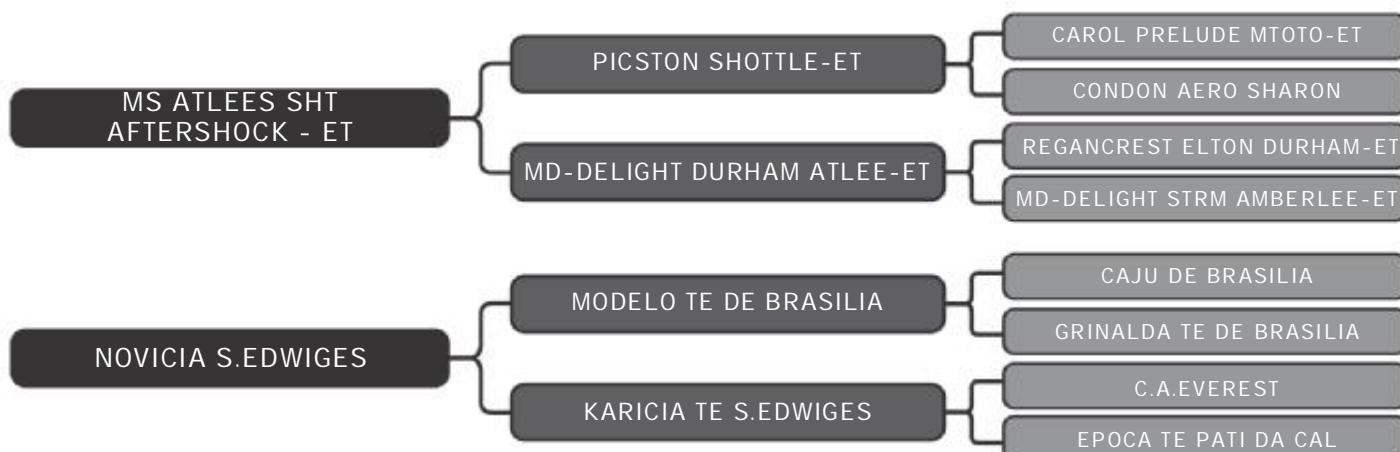 MS ATLEES SHT
AFTERSHOCK - ET
PICSTON SHOTTLE-ET
CAROL PRELUDE MTOTO-ET
CONDON AERO SHARON
MD-DELIGHT DURHAM ATLEE-ET
REGANCREST ELTON DURHAM-ET
MD-DELIGHT STRM AMBERLEE-ET
NOVICIA S.EDWIGES
MODELO TE DE BRASILIA
CAJU DE BRASILIA
GRINALDA TE DE BRASILIA
KARICIA TE S.EDWIGES
C.A.EVEREST
EPOCA TE PATI DA CAL